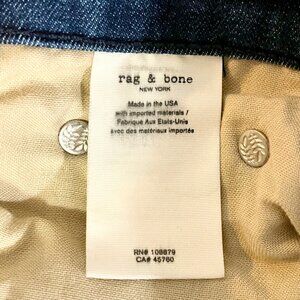 rag & bone
NEW YORK
Made in the USA
with imported materials /
Fabriqué Aux États-Unis
avec des matériaux importés
RN# 108879
CA# 45760